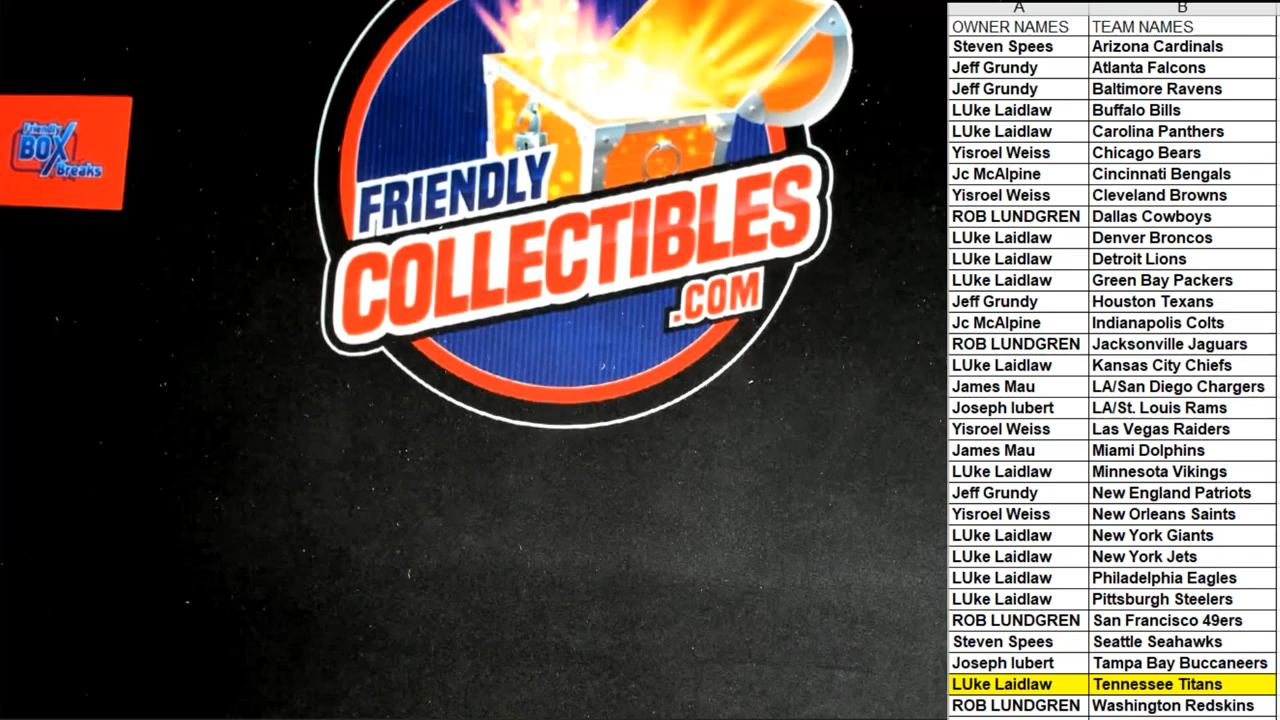 Friendly
BOX
Breaks
FRIENDLY
COLLECTIBLES
.COM
A B
OWNER NAMES TEAM NAMES
Steven Spees Arizona Cardinals
Jeff Grundy Atlanta Falcons
Jeff Grundy Baltimore Ravens
LUke Laidlaw Buffalo Bills
LUke Laidlaw Carolina Panthers
Yisroel Weiss Chicago Bears
Jc McAlpine Cincinnati Bengals
Yisroel Weiss Cleveland Browns
ROB LUNDGREN Dallas Cowboys
LUke Laidlaw Denver Broncos
LUke Laidlaw Detroit Lions
LUke Laidlaw Green Bay Packers
Jeff Grundy Houston Texans
Jc McAlpine Indianapolis Colts
ROB LUNDGREN Jacksonville Jaguars
LUke Laidlaw Kansas City Chiefs
James Mau LA/San Diego Chargers
Joseph Iubert LA/St. Louis Rams
Yisroel Weiss Las Vegas Raiders
James Mau Miami Dolphins
LUke Laidlaw Minnesota Vikings
Jeff Grundy New England Patriots
Yisroel Weiss New Orleans Saints
LUke Laidlaw New York Giants
LUke Laidlaw New York Jets
LUke Laidlaw Philadelphia Eagles
LUke Laidlaw Pittsburgh Steelers
ROB LUNDGREN San Francisco 49ers
Steven Spees Seattle Seahawks
Joseph Iubert Tampa Bay Buccaneers
LUke Laidlaw Tennessee Titans
ROB LUNDGREN Washington Redskins